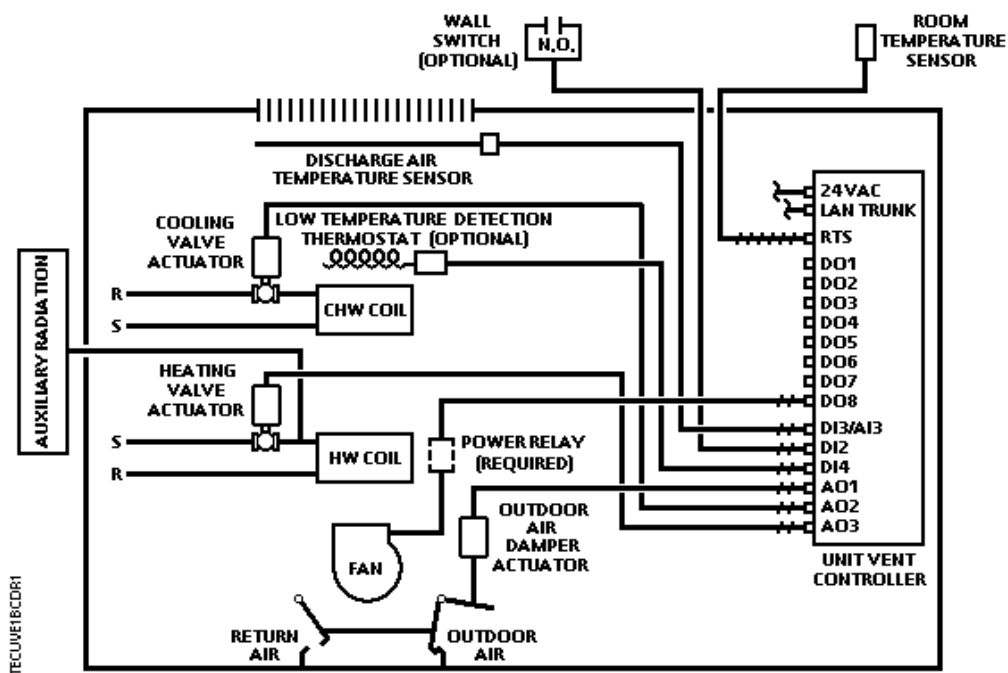 WALL
SWITCH
(OPTIONAL)
N.O.
ROOM
TEMPERATURE
SENSOR
DISCHARGE AIR
TEMPERATURE SENSOR
COOLING
VALVE
ACTUATOR
LOW TEMPERATURE DETECTION
THERMOSTAT (OPTIONAL)
24VAC
LAN TRUNK
RTS
DO1
DO2
DO3
DO4
DO5
DO6
DO7
DO8
DI3/AI3
DI2
DI4
AO1
AO2
AO3
UNIT VENT
CONTROLLER
AUXILIARY RADIATION
R
S
CHW COIL
HEATING
VALVE
ACTUATOR
S
R
HW COIL
POWER RELAY
(REQUIRED)
OUTDOOR
AIR
DAMPER
ACTUATOR
FAN
RETURN
AIR
OUTDOOR
AIR
TECUVE1BCDR1